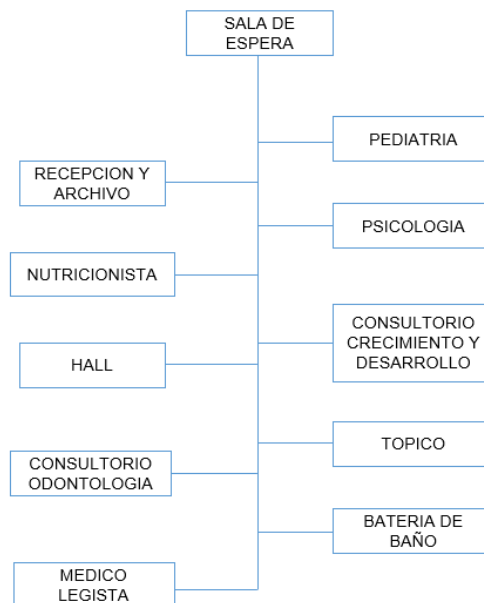 SALA DE
ESPERA
PEDIATRIA
RECEPCION Y
ARCHIVO
PSICOLOGIA
NUTRICIONISTA
CONSULTORIO
CRECIMIENTO Y
DESARROLLO
HALL
TOPICO
CONSULTORIO
ODONTOLOGIA
BATERIA DE
BAÑO
MEDICO
LEGISTA